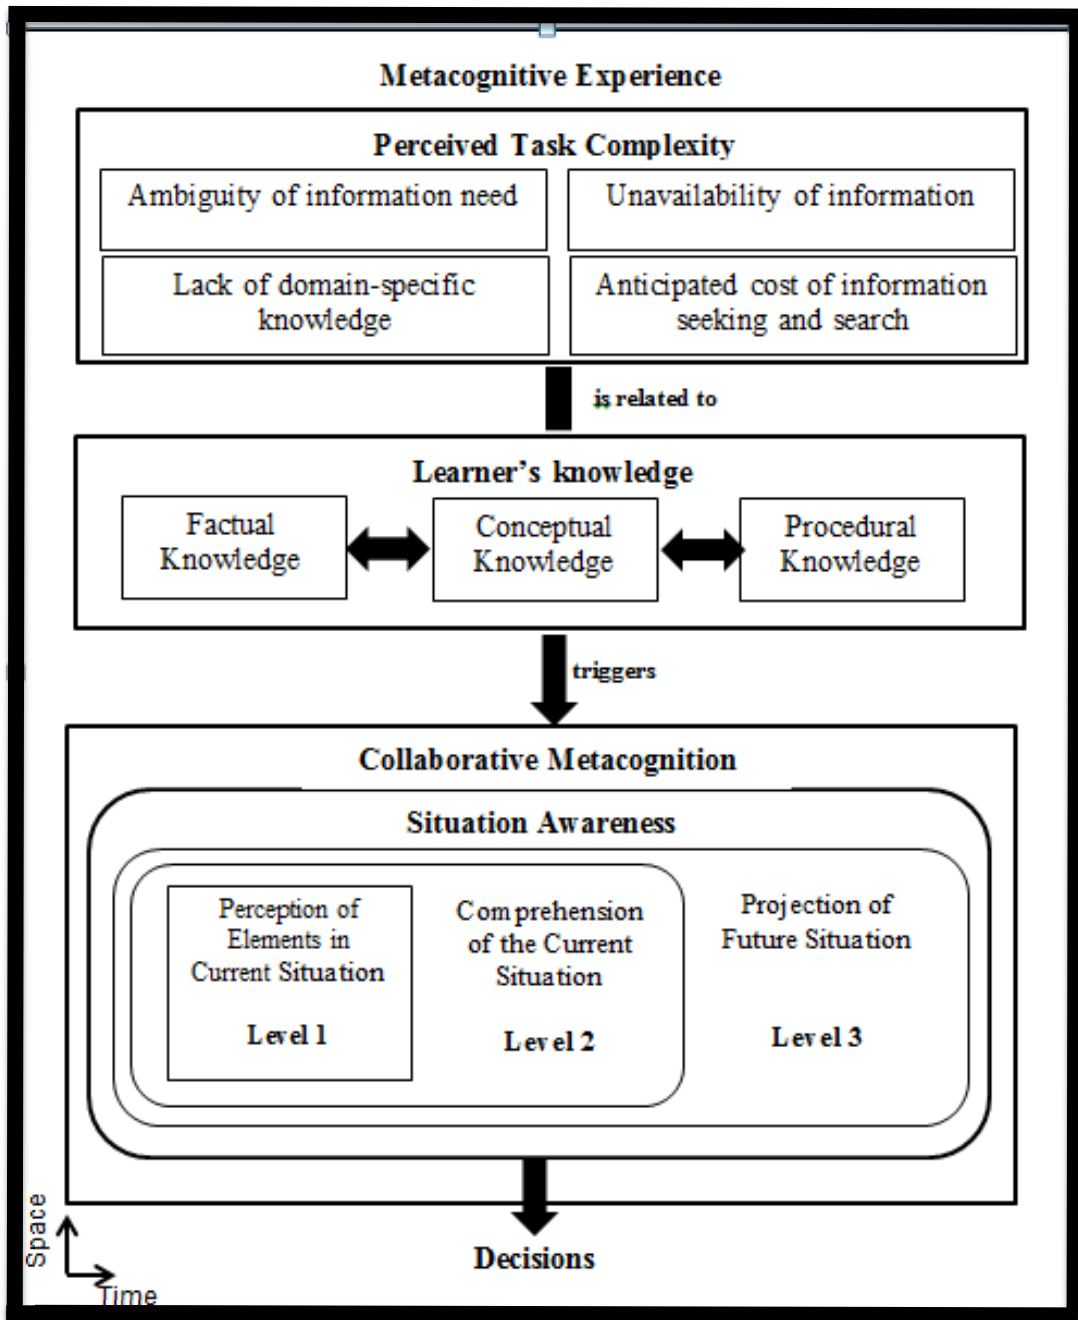 Metacognitive Experience
Perceived Task Complexity
Ambiguity of information need
Unavailability of information
Lack of domain-specific
knowledge
Anticipated cost of information
seeking and search
is related to
Learner’s knowledge
Factual
Knowledge
Conceptual
Knowledge
Procedural
Knowledge
triggers
Collaborative Metacognition
Situation Awareness
Perception of
Elements in
Current Situation
Level 1
Comprehension
of the Current
Situation
Level 2
Projection of
Future Situation
Level 3
Space
Time
Decisions